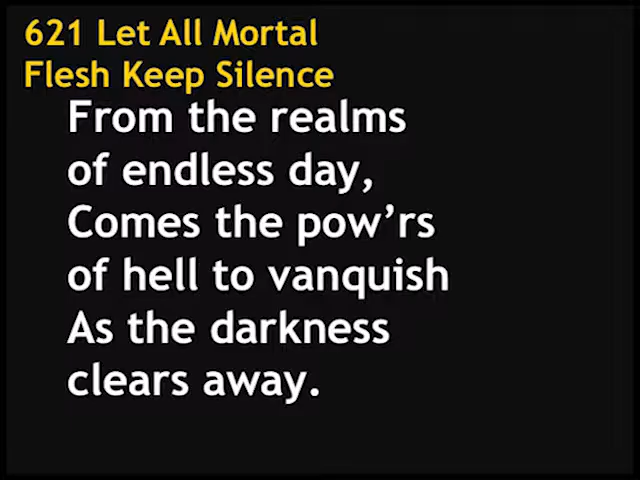 621 Let All Mortal
Flesh Keep Silence
From the realms
of endless day,
Comes the pow’rs
of hell to vanquish
As the darkness
clears away.